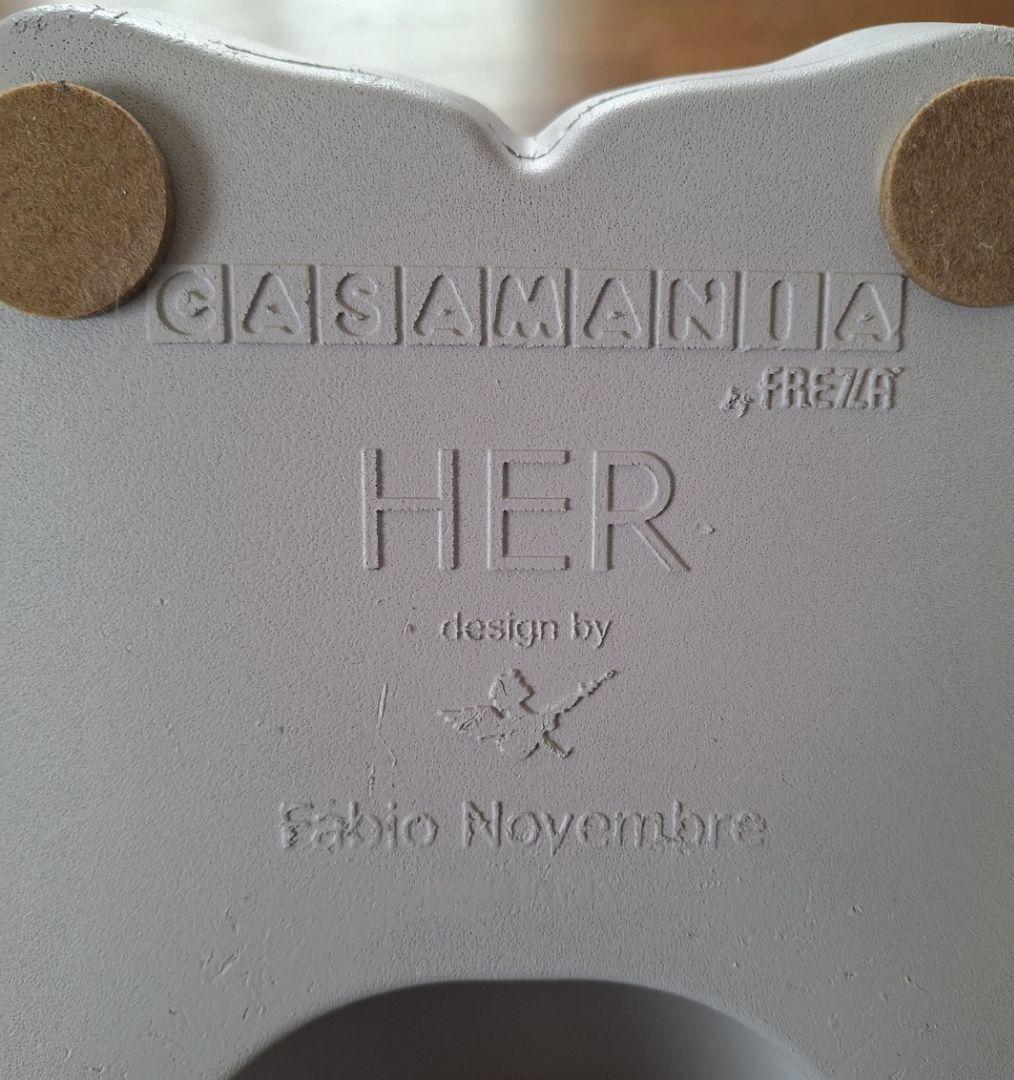 CASAMANIA
by FREZZA
HER
design by
Fabio Novembre